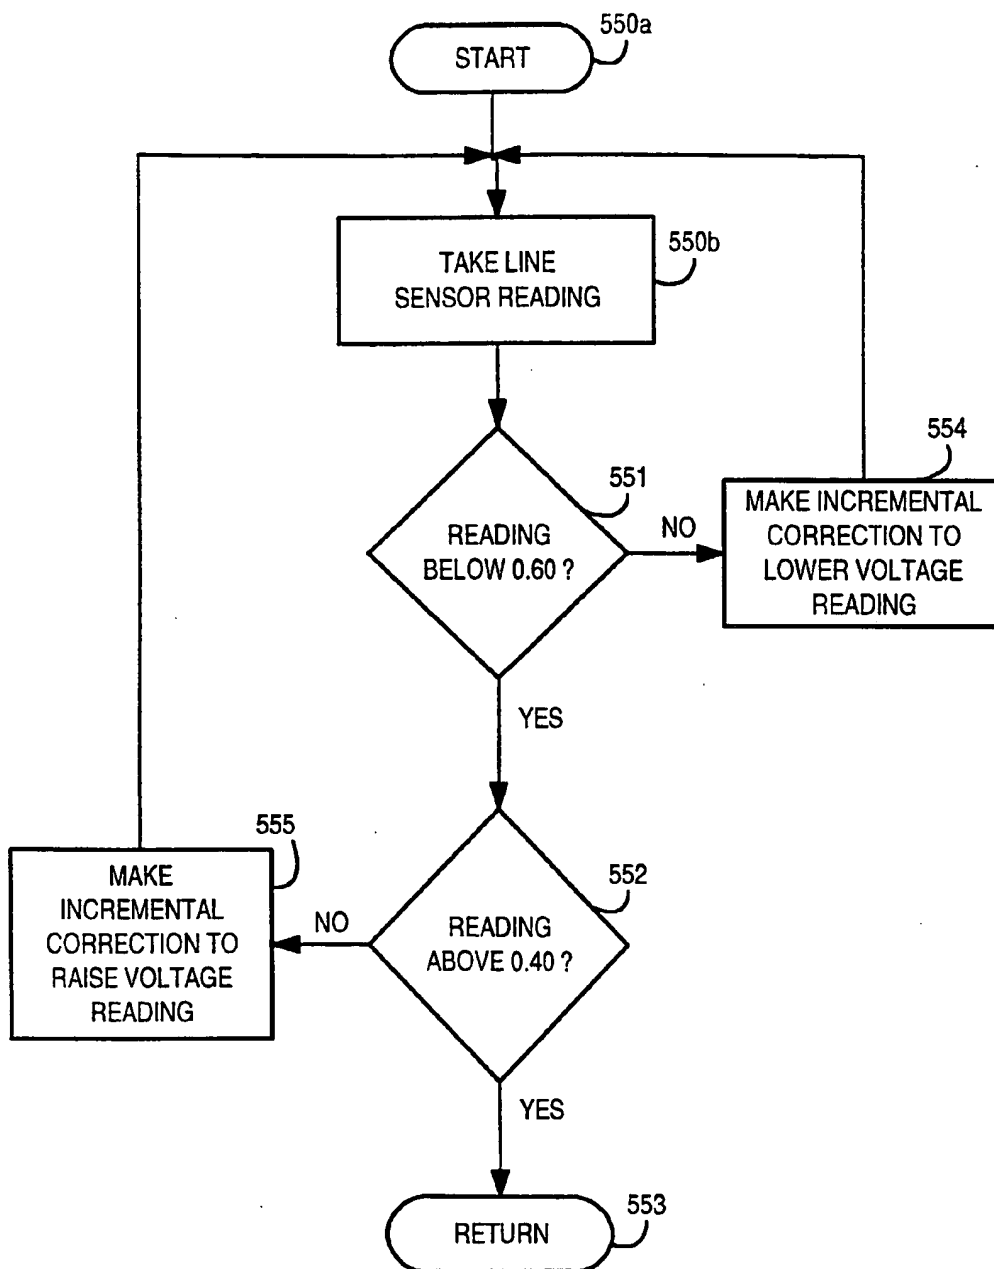 550a
START
550b
TAKE LINE
SENSOR READING
551
READING
BELOW 0.60 ?
NO
554
MAKE INCREMENTAL
CORRECTION TO
LOWER VOLTAGE
READING
YES
555
MAKE
INCREMENTAL
CORRECTION TO
RAISE VOLTAGE
READING
NO
552
READING
ABOVE 0.40 ?
YES
553
RETURN